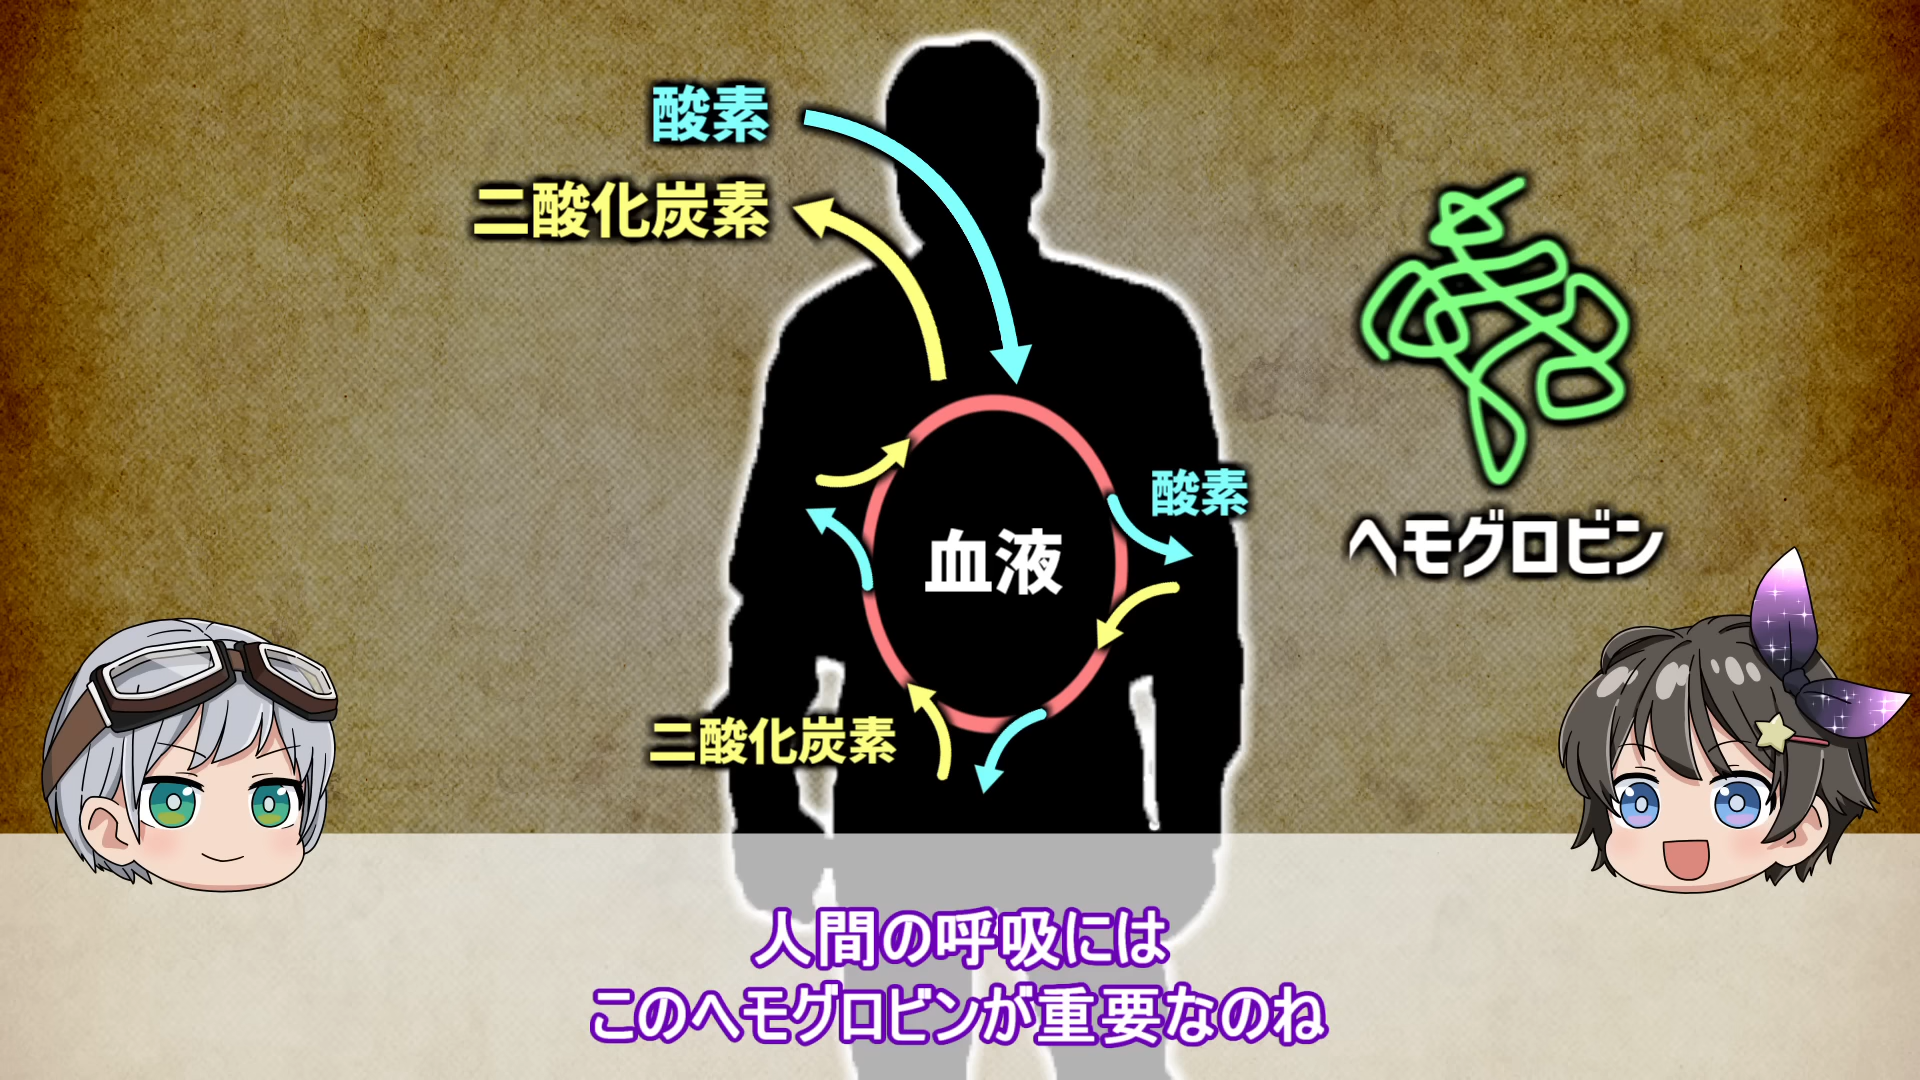 酸素
二酸化炭素
酸素
血液
ヘモグロビン
二酸化炭素
人間の呼吸には
このヘモグロビンが重要なのね